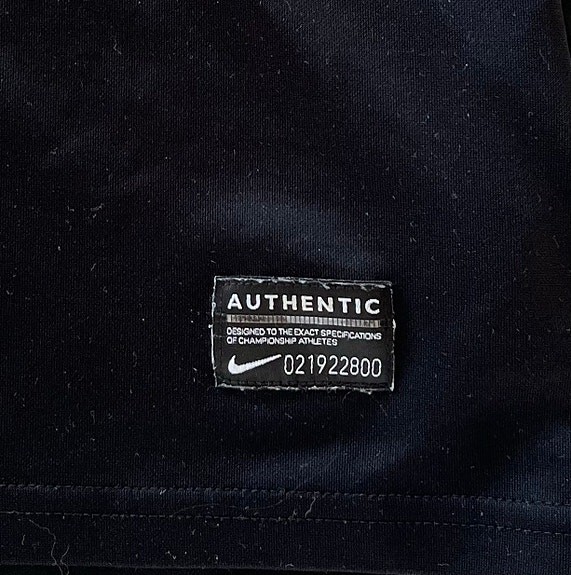 AUTHENTIC
DESIGNED TO THE EXACT SPECIFICATIONS
OF CHAMPIONSHIP ATHLETES
021922800